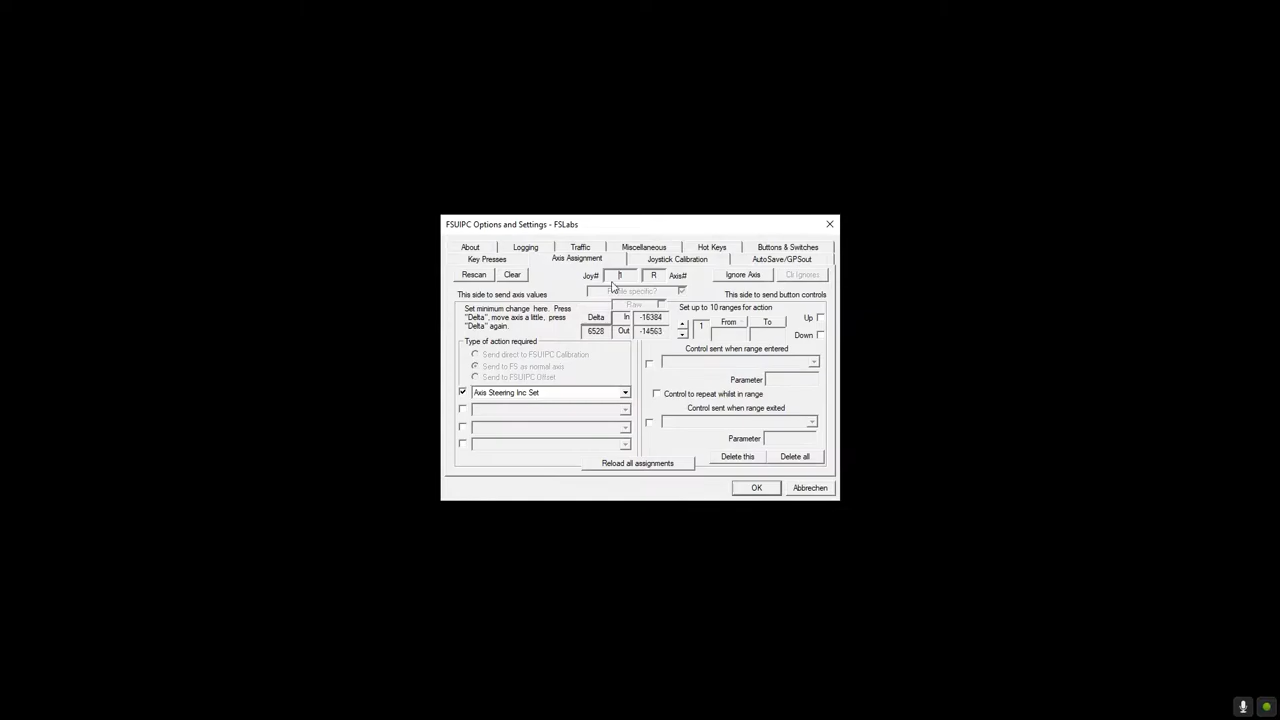 FSUIPC Options and Settings - FSLabs
About
Logging
Traffic
Miscellaneous
Hot Keys
Buttons & Switches
Key Presses
Axis Assignment
Joystick Calibration
AutoSave/GPSout
Rescan
Clear
Joy#
1
R
Axis#
Ignore Axis
Clr Ignores
Profile specific?
This side to send axis values
This side to send button controls
Raw
Set minimum change here. Press
"Delta", move axis a little, press
"Delta" again.
Delta
In
-16384
6528
Out
-14563
Set up to 10 ranges for action
1
From
To
Up
Down
Type of action required
Send direct to FSUIPC Calibration
Send to FS as normal axis
Send to FSUIPC Offset
Axis Steering Inc Set
Control sent when range entered
Parameter
Control to repeat whilst in range
Control sent when range exited
Parameter
Reload all assignments
Delete this
Delete all
OK
Abbrechen